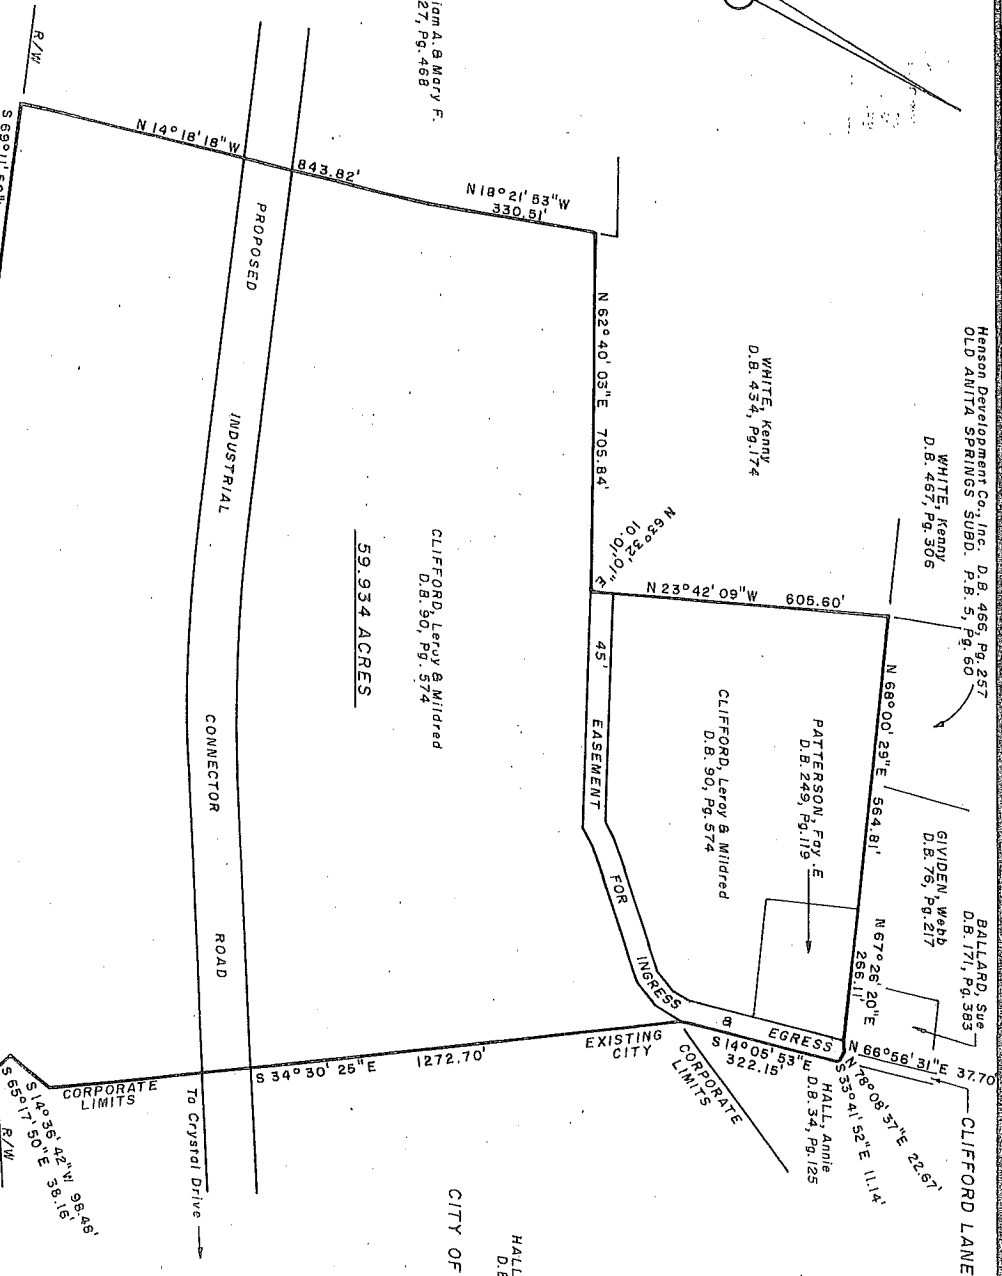 Henson Development Co., Inc. D.B. 466, Pg. 257
OLD ANITA SPRINGS SUBD. P.B. 5, Pg. 60
WHITE, Kenny
D.B. 467, Pg. 306
BALLARD, Sue
D.B. 171, Pg. 383
GIVIDEN, Webb
D.B. 76, Pg. 217
CLIFFORD LANE
N 68° 00' 29"E 564.81'
N 67° 26' 20"E
266.11'
N 66° 56' 31"E 37.70'
N 78° 08' 37"E 22.67'
S 33° 41' 52"E 11.14'
HALL, Annie
D.B. 34, Pg. 125
S 14° 05' 53"E
322.15'
PATTERSON, Fay .E
D.B. 249, Pg. 119
CLIFFORD, Leroy & Mildred
D.B. 90, Pg. 574
WHITE, Kenny
D.B. 434, Pg. 174
N 23° 42' 09"W 605.60'
N 63° 32' 01"E
10.01'
N 62° 40' 03"E 705.84'
45' EASEMENT FOR INGRESS & EGRESS
iam A. & Mary F.
27, Pg. 468
N 18° 21' 53"W
330.51'
N 14° 18' 18"W 843.82'
R/W
CLIFFORD, Leroy & Mildred
D.B. 90, Pg. 574
59.934 ACRES
EXISTING
CITY
CORPORATE
LIMITS
S 34° 30' 25"E 1272.70'
CITY OF
HALL
PROPOSED INDUSTRIAL CONNECTOR ROAD
To Crystal Drive
CORPORATE
LIMITS
S 14° 36' 42"W 98.46'
S 65° 17' 50"E 38.16'
R/W
S 69° 11'